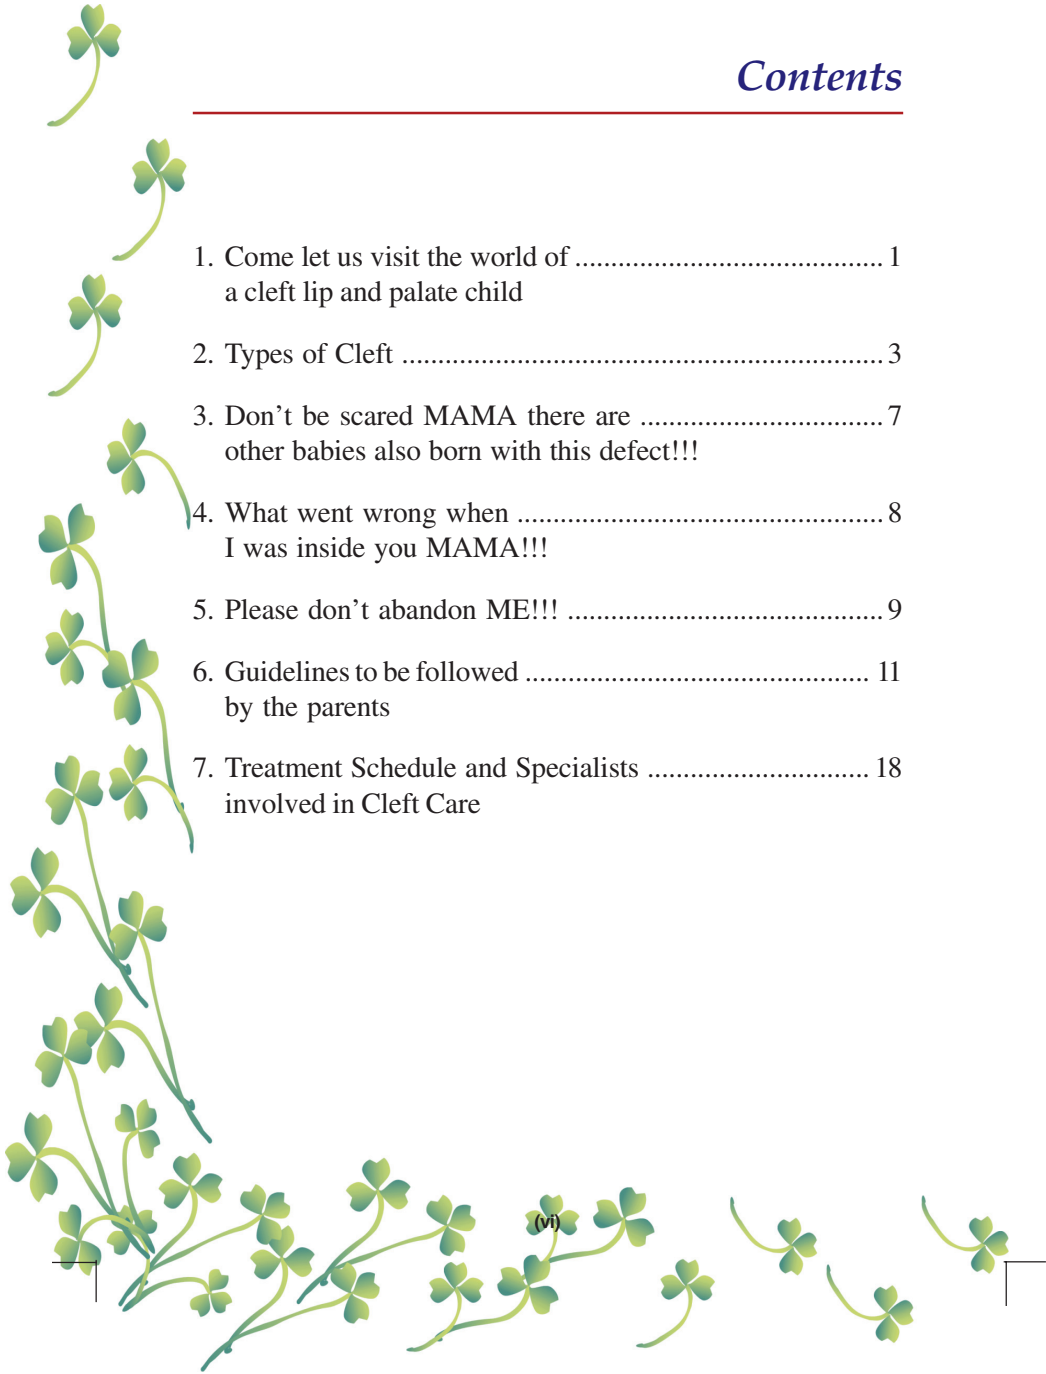 Contents
1. Come let us visit the world of ........................................... 1
a cleft lip and palate child
2. Types of Cleft ................................................................... 3
3. Don't be scared MAMA there are .................................. 7
other babies also born with this defect!!!
4. What went wrong when ................................................... 8
I was inside you MAMA!!!
5. Please don't abandon ME!!! ............................................ 9
6. Guidelines to be followed ................................................ 11
by the parents
7. Treatment Schedule and Specialists ............................... 18
involved in Cleft Care
(vi)